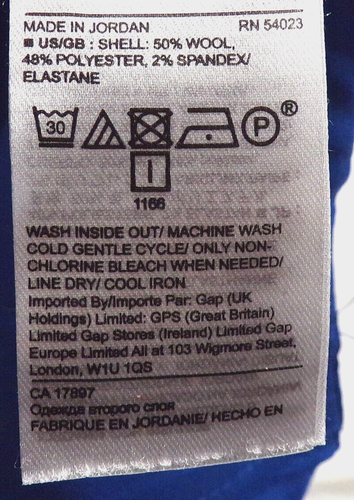 MADE IN JORDAN RN 54023
■ US/GB : SHELL: 50% WOOL,
48% POLYESTER, 2% SPANDEX/
ELASTANE
30 P ®
I
1166
WASH INSIDE OUT/ MACHINE WASH
COLD GENTLE CYCLE/ ONLY NON-
CHLORINE BLEACH WHEN NEEDED/
LINE DRY/ COOL IRON
Imported By/Importe Par: Gap (UK
Holdings) Limited: GPS (Great Britain)
Limited Gap Stores (Ireland) Limited Gap
Europe Limited All at 103 Wigmore Street,
London, W1U 1QS
CA 17897
Одежда второго слоя
FABRIQUE EN JORDANIE/ HECHO EN